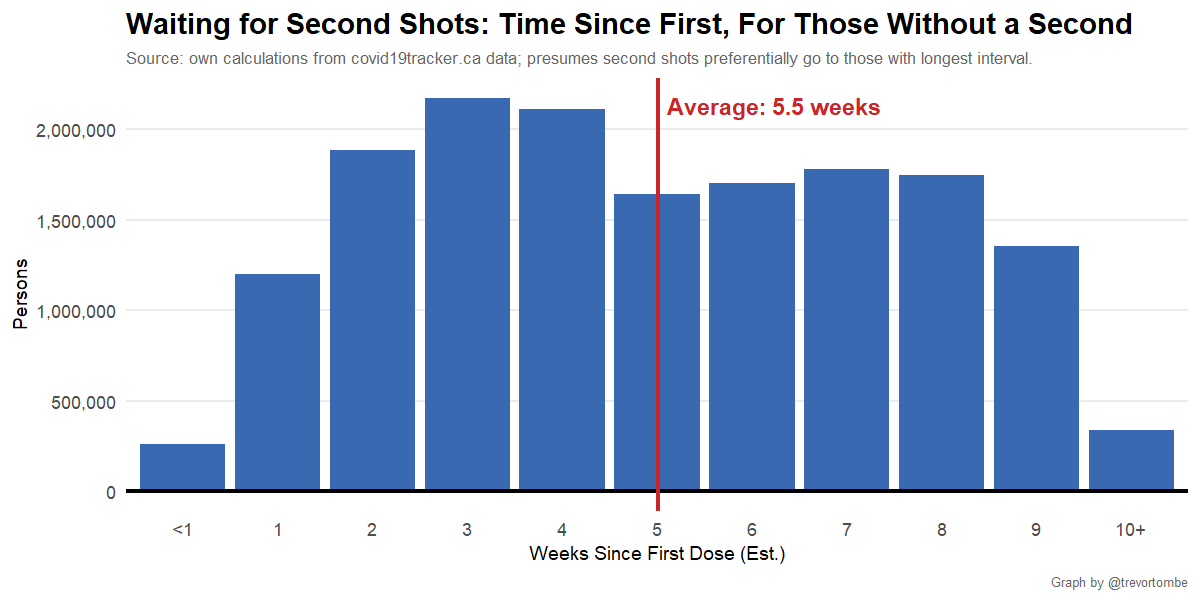 Waiting for Second Shots: Time Since First, For Those Without a Second
Source: own calculations from covid19tracker.ca data; presumes second shots preferentially go to those with longest interval.
Average: 5.5 weeks
2,000,000
1,500,000
1,000,000
500,000
0
Persons
<1 1 2 3 4 5 6 7 8 9 10+
Weeks Since First Dose (Est.)
Graph by @trevortombe